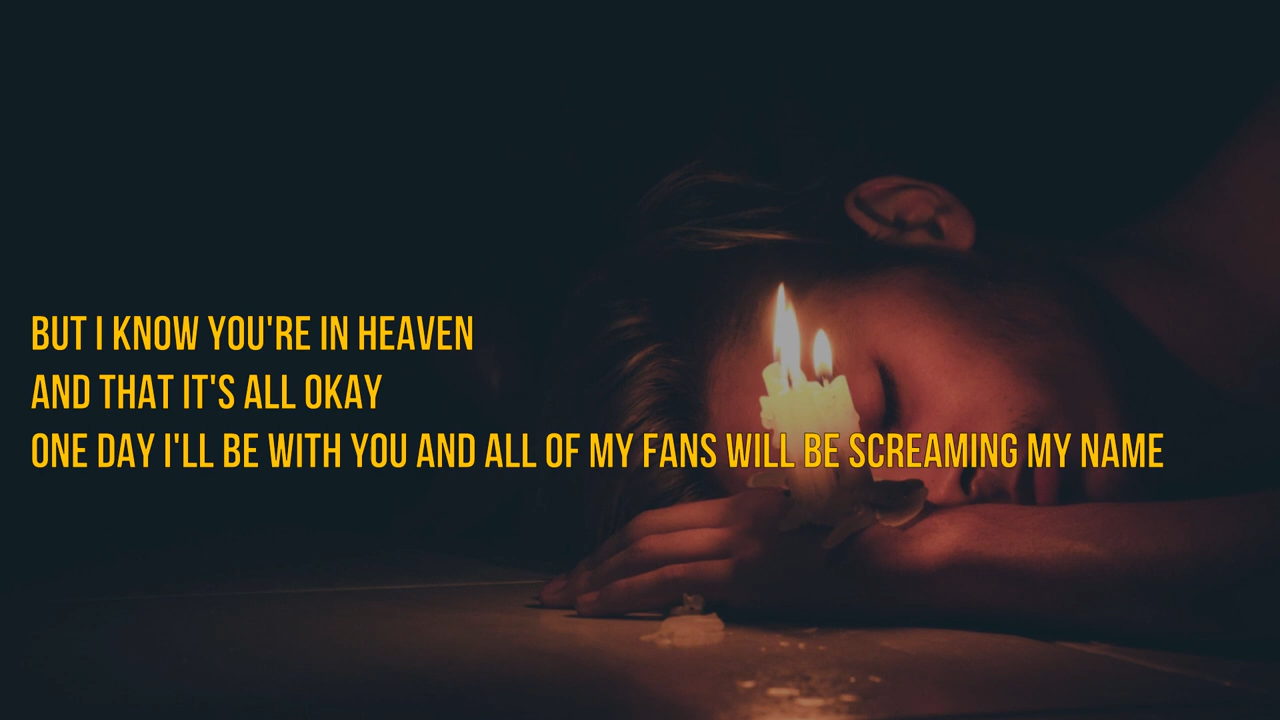 BUT I KNOW YOU'RE IN HEAVEN
AND THAT IT'S ALL OKAY
ONE DAY I'LL BE WITH YOU AND ALL OF MY FANS WILL BE SCREAMING MY NAME